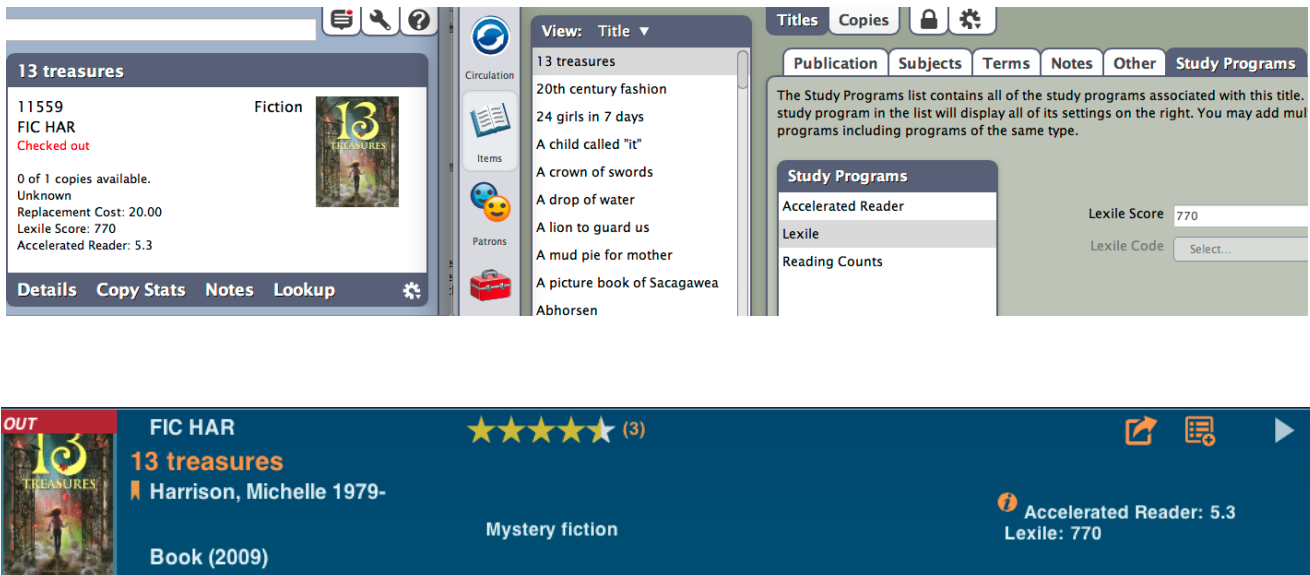 13 treasures
11559 Fiction
FIC HAR
Checked out
0 of 1 copies available.
Unknown
Replacement Cost: 20.00
Lexile Score: 770
Accelerated Reader: 5.3
Details Copy Stats Notes Lookup
13
TREASURES
Circulation
Items
Patrons
View: Title ▼
13 treasures
20th century fashion
24 girls in 7 days
A child called "it"
A crown of swords
A drop of water
A lion to guard us
A mud pie for mother
A picture book of Sacagawea
Abhorsen
Titles Copies
Publication Subjects Terms Notes Other Study Programs
The Study Programs list contains all of the study programs associated with this title.
study program in the list will display all of its settings on the right. You may add mul
programs including programs of the same type.
Study Programs
Accelerated Reader
Lexile
Reading Counts
Lexile Score 770
Lexile Code Select...
OUT
13
TREASURES
FIC HAR
(3)
13 treasures
Harrison, Michelle 1979-
Mystery fiction
Book (2009)
Accelerated Reader: 5.3
Lexile: 770